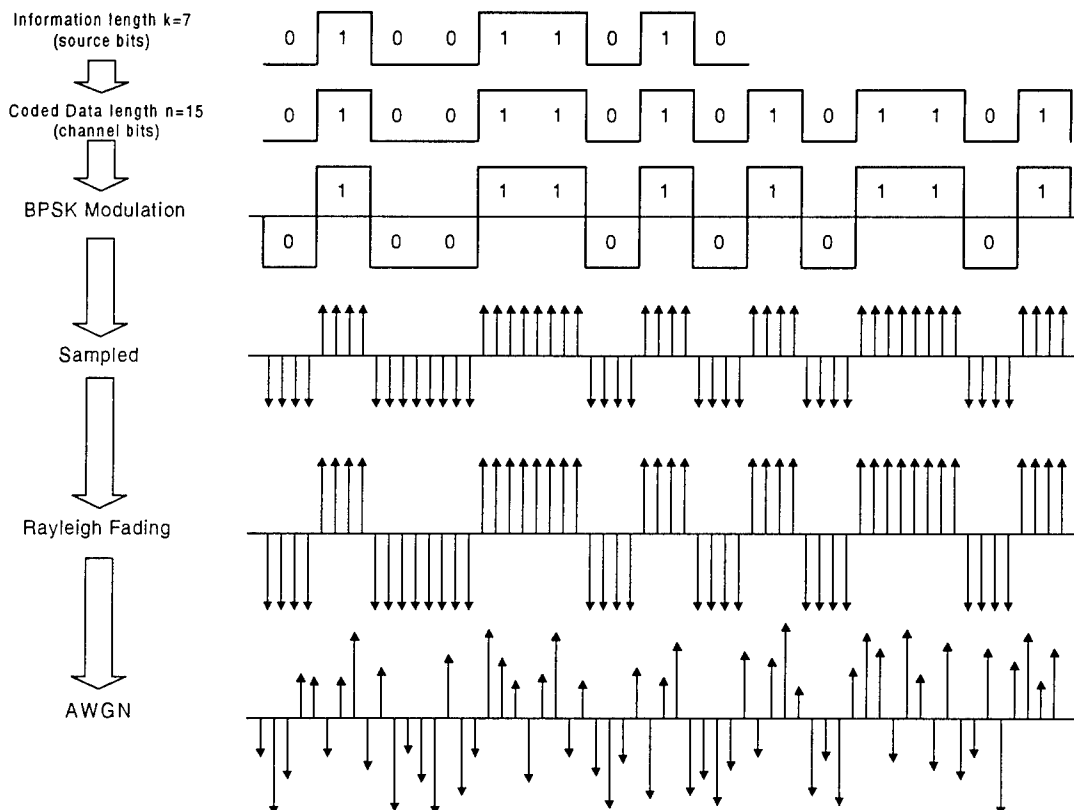 Information length k=7
(source bits)
0 1 0 0 1 1 0 1 0
Coded Data length n=15
(channel bits)
0 1 0 0 1 1 0 1 0 1 0 1 1 0 1
1 1 1 1 1 1 1 1
BPSK Modulation
0 0 0 0 0 0 0
Sampled
Rayleigh Fading
AWGN